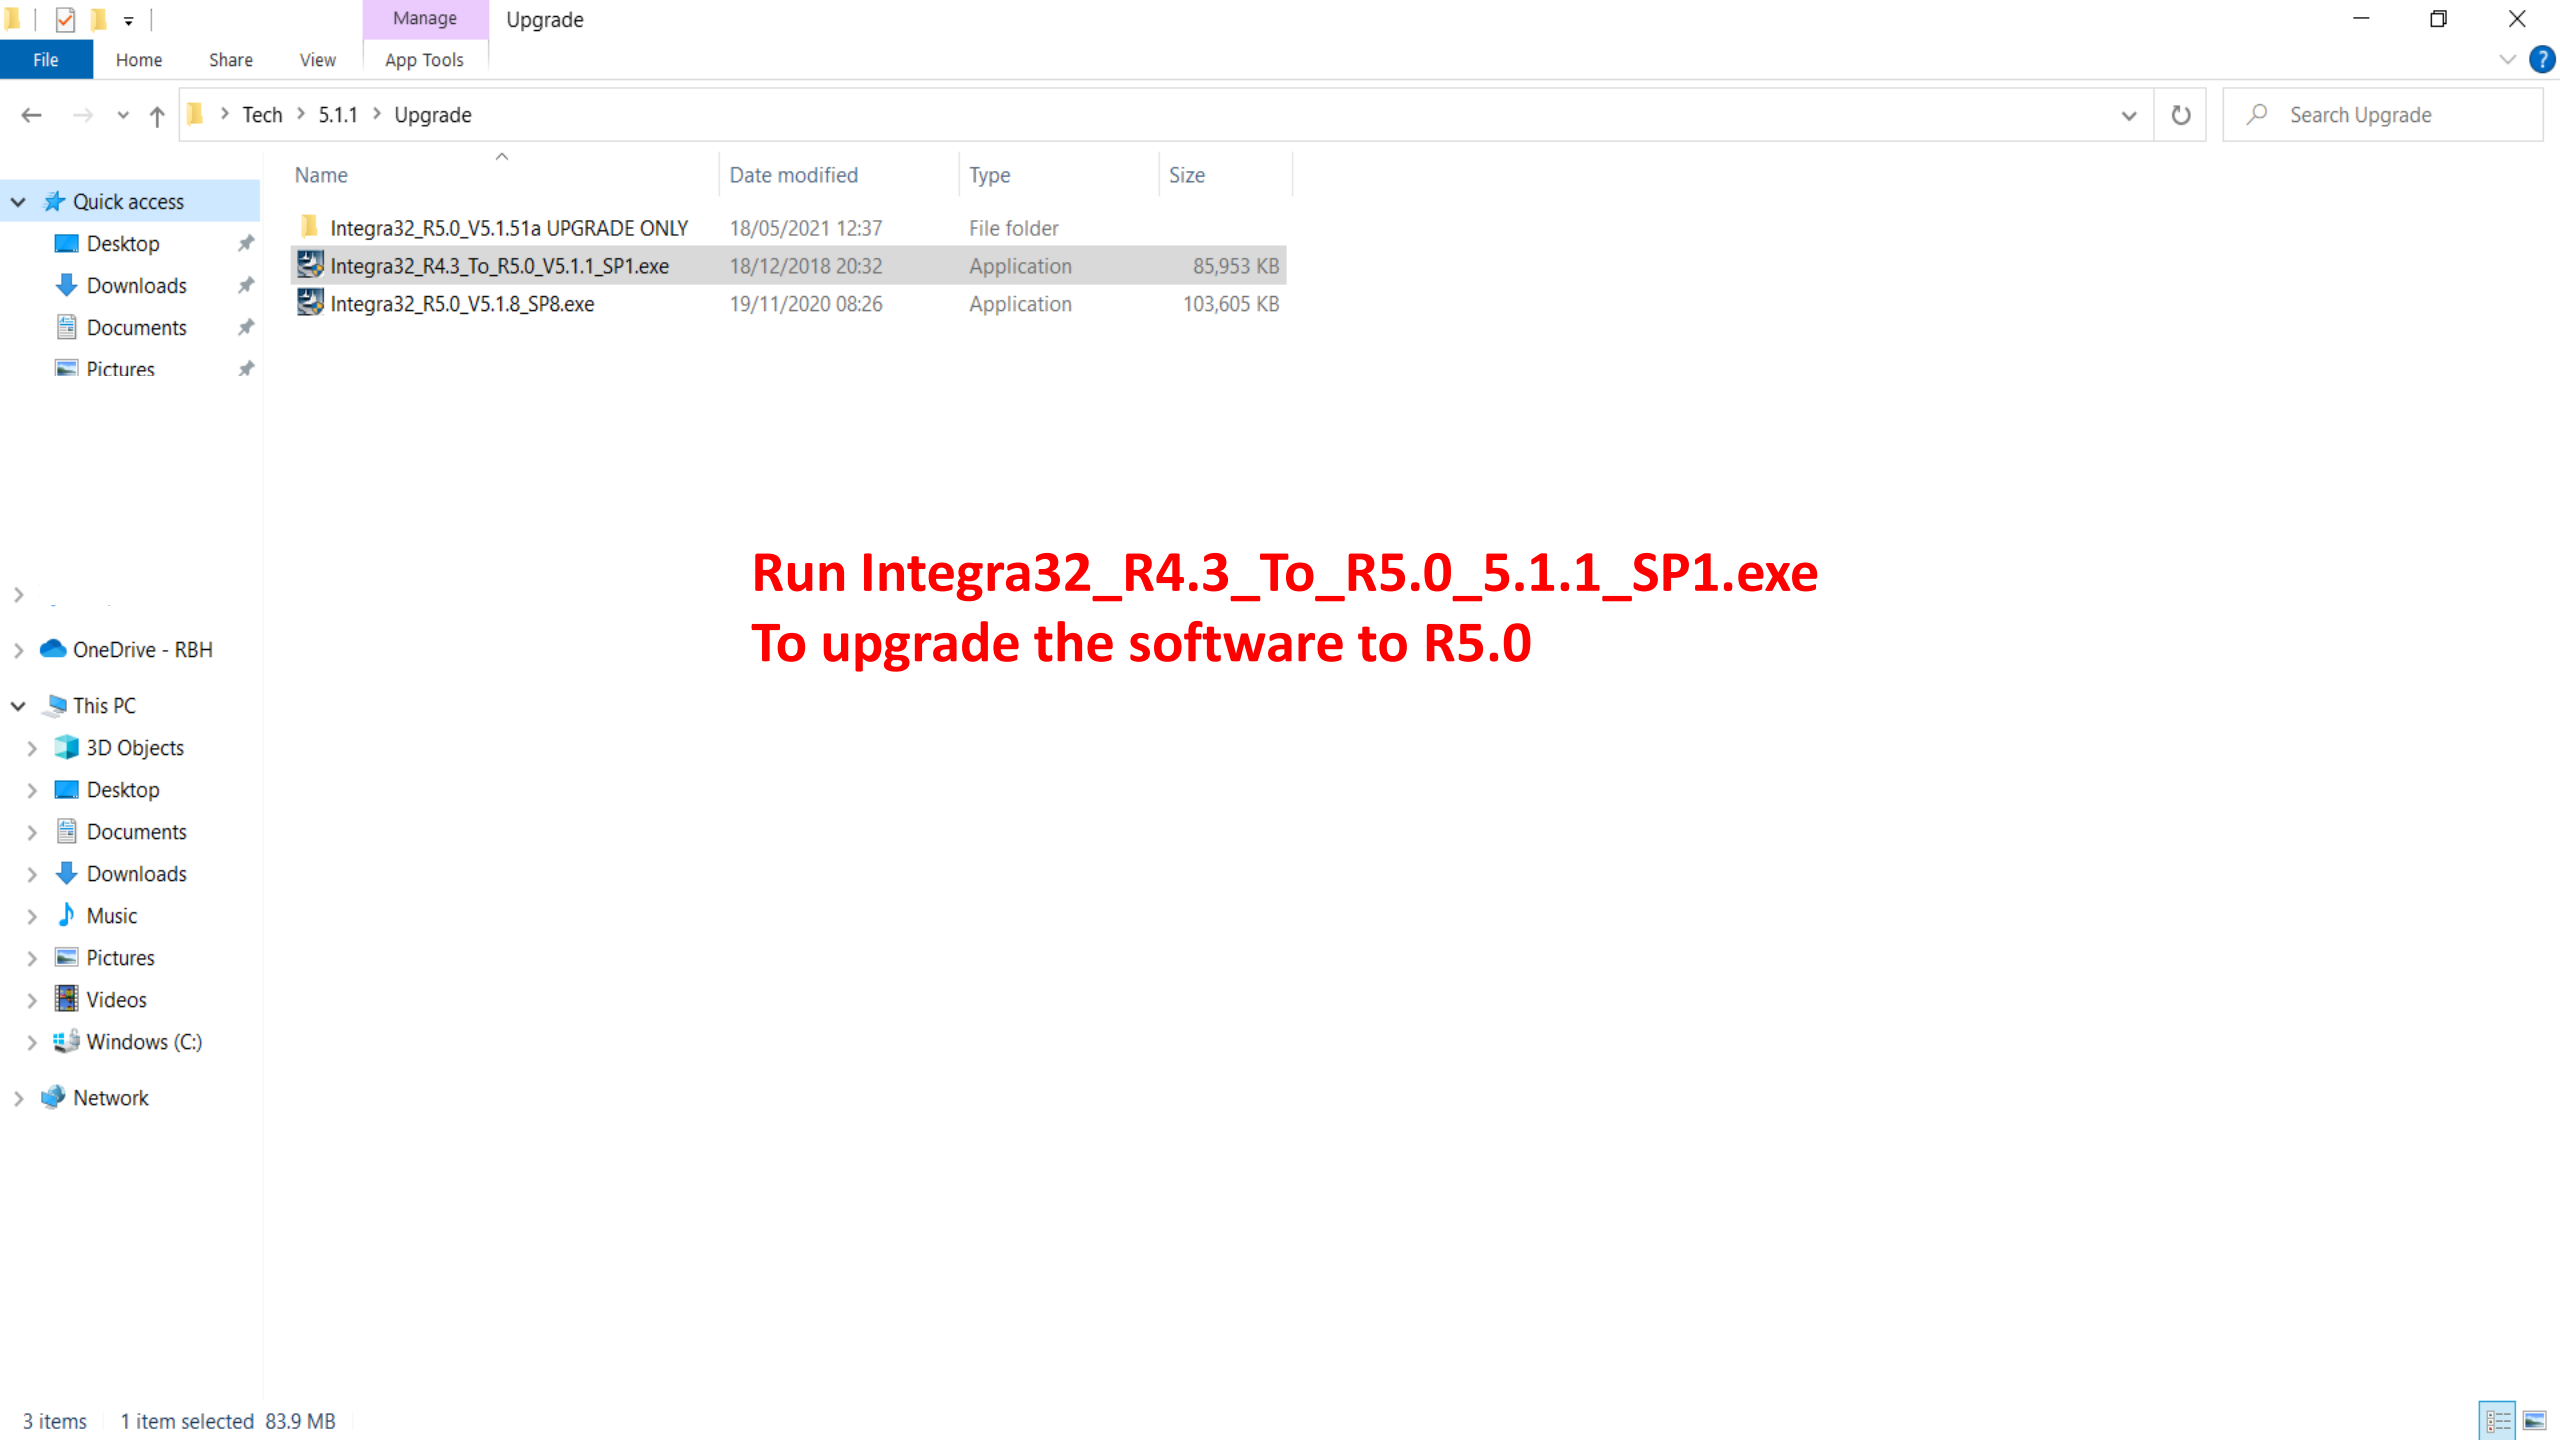 Manage
Upgrade
File
Home
Share
View
App Tools
Tech > 5.1.1 > Upgrade
Search Upgrade
Name
Date modified
Type
Size
Quick access
Desktop
Downloads
Documents
Pictures
Integra32_R5.0_V5.1.51a UPGRADE ONLY 18/05/2021 12:37 File folder
Integra32_R4.3_To_R5.0_V5.1.1_SP1.exe 18/12/2018 20:32 Application 85,953 KB
Integra32_R5.0_V5.1.8_SP8.exe 19/11/2020 08:26 Application 103,605 KB
Run Integra32_R4.3_To_R5.0_5.1.1_SP1.exe
To upgrade the software to R5.0
OneDrive - RBH
This PC
3D Objects
Desktop
Documents
Downloads
Music
Pictures
Videos
Windows (C:)
Network
3 items 1 item selected 83.9 MB